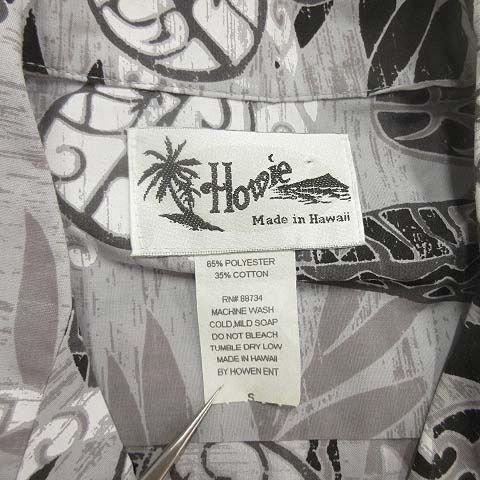 Howie
Made in Hawaii
65% POLYESTER
35% COTTON
RN# 88734
MACHINE WASH
COLD,MILD SOAP
DO NOT BLEACH
TUMBLE DRY LOW
MADE IN HAWAII
BY HOWEN ENT
S